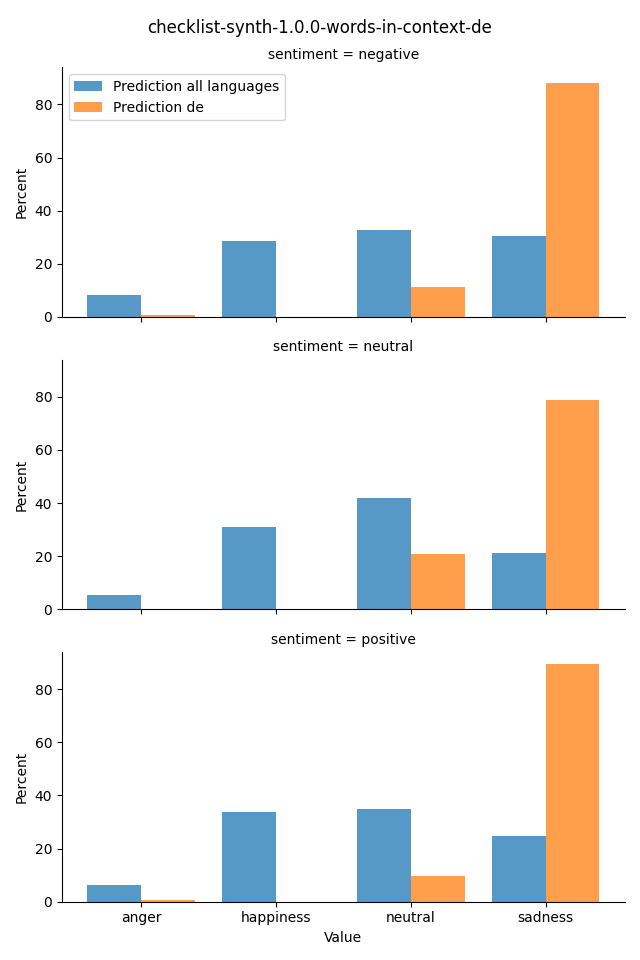 checklist-synth-1.0.0-words-in-context-de
sentiment = negative
Prediction all languages
Prediction de
80
60
40
20
0
Percent
sentiment = neutral
80
60
40
20
0
Percent
sentiment = positive
80
60
40
20
0
Percent
anger happiness neutral sadness
Value